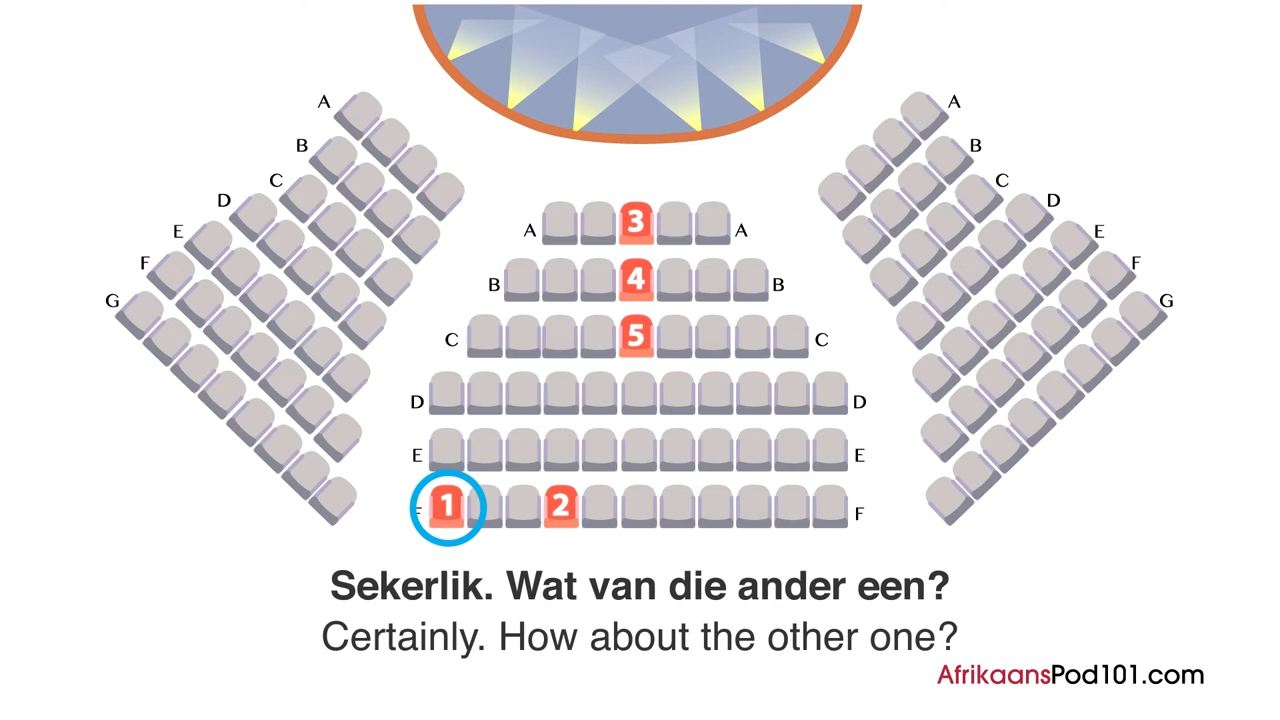 A
A
B
B
C
C
D
D
E
E
F
F
G
G
A 3 A
B 4 B
C 5 C
D D
E E
F 1 2 F
Sekerlik. Wat van die ander een?
Certainly. How about the other one?
AfrikaansPod101.com